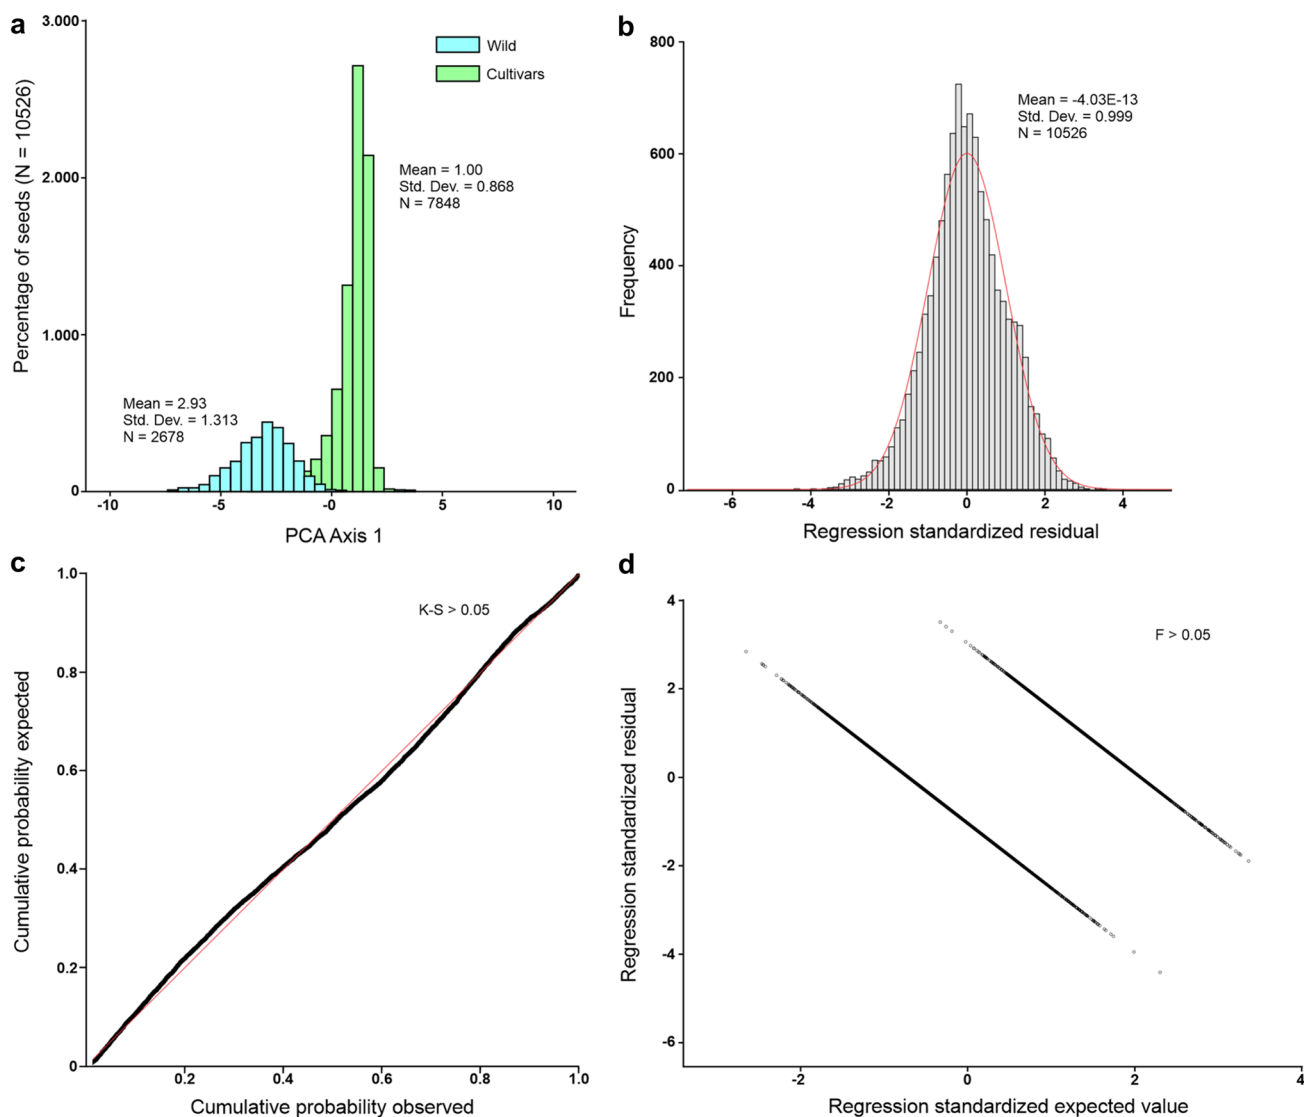 a
3.000
2.000
1.000
0
Percentage of seeds (N = 10526)
Wild
Cultivars
Mean = 1.00
Std. Dev. = 0.868
N = 7848
Mean = 2.93
Std. Dev. = 1.313
N = 2678
-10
-5
-0
5
10
PCA Axis 1
b
800
600
400
200
0
Frequency
Mean = -4.03E-13
Std. Dev. = 0.999
N = 10526
-6
-4
-2
0
2
4
Regression standardized residual
c
1.0
0.8
0.6
0.4
0.2
0
Cumulative probability expected
K-S > 0.05
0.2
0.4
0.6
0.8
1.0
Cumulative probability observed
d
4
2
0
-2
-4
-6
Regression standardized residual
F > 0.05
-2
0
2
4
Regression standardized expected value